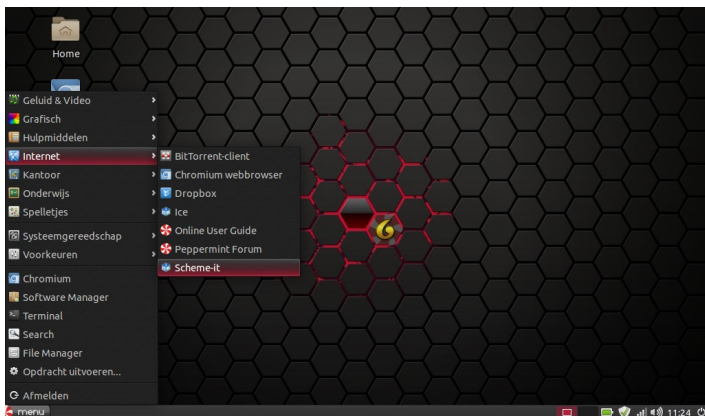 Home
Geluid & Video
Grafisch
Hulpmiddelen
Internet
Kantoor
Onderwijs
Spelletjes
Systeemgereedschap
Voorkeuren
Chromium
Software Manager
Terminal
Search
File Manager
Opdracht uitvoeren...
Afmelden
BitTorrent-client
Chromium webbrowser
Dropbox
Ice
Online User Guide
Peppermint Forum
Scheme-it
6
menu
11:24